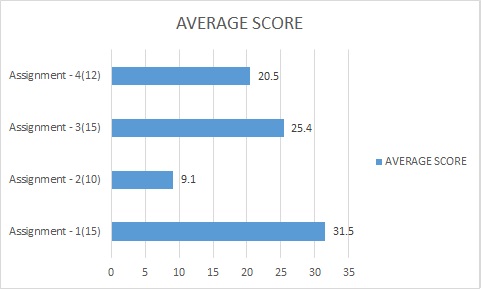 AVERAGE SCORE
Assignment - 4(12)
20.5
Assignment - 3(15)
25.4
AVERAGE SCORE
Assignment - 2(10)
9.1
Assignment - 1(15)
31.5
0 5 10 15 20 25 30 35